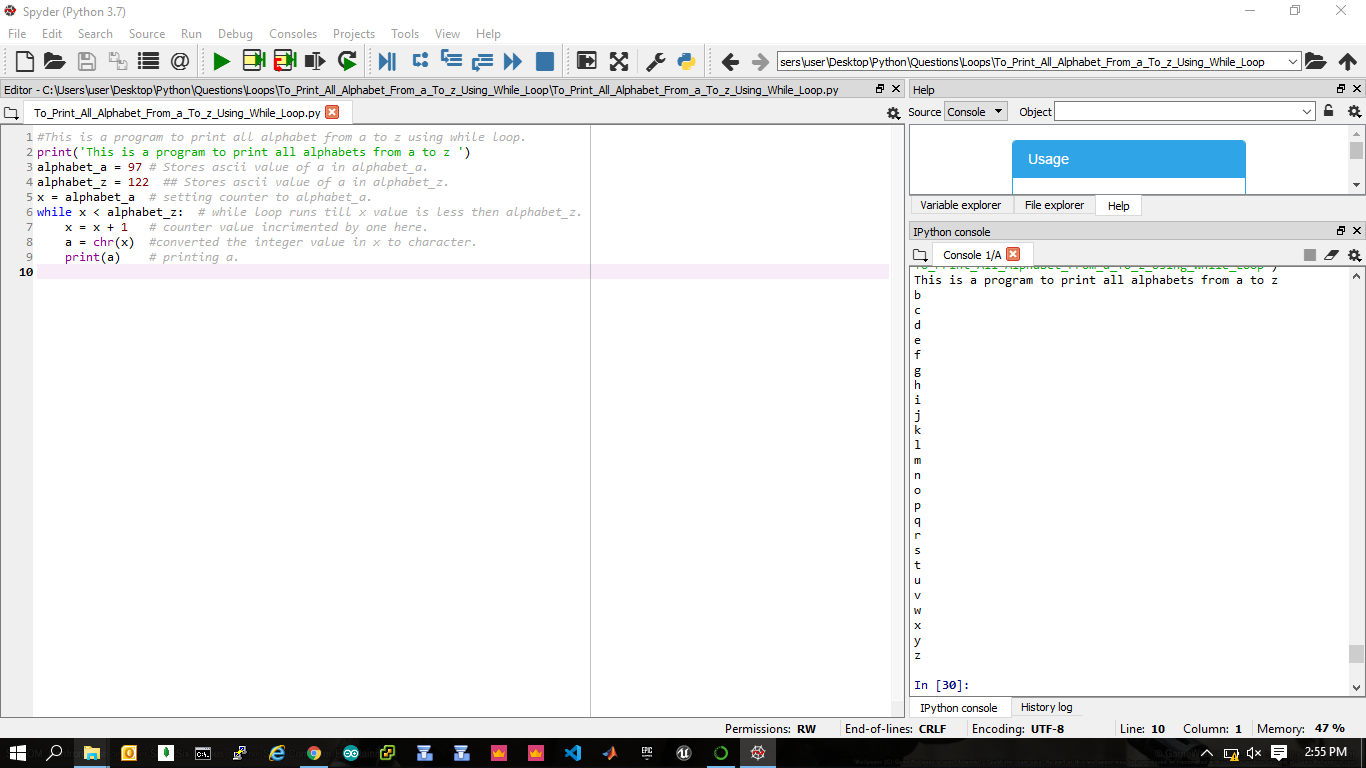 Spyder (Python 3.7)
File Edit Search Source Run Debug Consoles Projects Tools View Help
sers\user\Desktop\Python\Questions\Loops\To_Print_All_Alphabet_From_a_To_z_Using_While_Loop
Editor - C:\Users\user\Desktop\Python\Questions\Loops\To_Print_All_Alphabet_From_a_To_z_Using_While_Loop\To_Print_All_Alphabet_From_a_To_z_Using_While_Loop.py
To_Print_All_Alphabet_From_a_To_z_Using_While_Loop.py
1 #This is a program to print all alphabet from a to z using while loop.
2 print('This is a program to print all alphabets from a to z ')
3 alphabet_a = 97 # Stores ascii value of a in alphabet_a.
4 alphabet_z = 122  ## Stores ascii value of a in alphabet_z.
5 x = alphabet_a  # setting counter to alphabet_a.
6 while x < alphabet_z:  # while loop runs till x value is less then alphabet_z.
7     x = x + 1   # counter value incrimented by one here.
8     a = chr(x)  #converted the integer value in x to character.
9     print(a)    # printing a.
10
Help
Source Console Object
Usage
Variable explorer File explorer Help
IPython console
Console 1/A
To_Print_All_Alphabet_From_a_To_z_Using_While_Loop')
This is a program to print all alphabets from a to z
b
c
d
e
f
g
h
i
j
k
l
m
n
o
p
q
r
s
t
u
v
w
x
y
z
In [30]:
IPython console History log
Permissions: RW End-of-lines: CRLF Encoding: UTF-8 Line: 10 Column: 1 Memory: 47 %
EPIC GAMES
2:55 PM